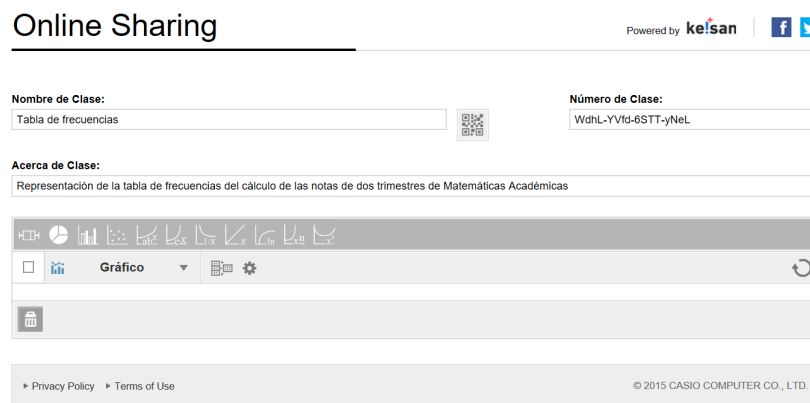 Online Sharing
Powered by keisan
Nombre de Clase:
Número de Clase:
Tabla de frecuencias
WdhL-YVfd-6STT-yNeL
Acerca de Clase:
Representación de la tabla de frecuencias del cálculo de las notas de dos trimestres de Matemáticas Académicas
Gráfico
Privacy Policy Terms of Use
© 2015 CASIO COMPUTER CO., LTD.